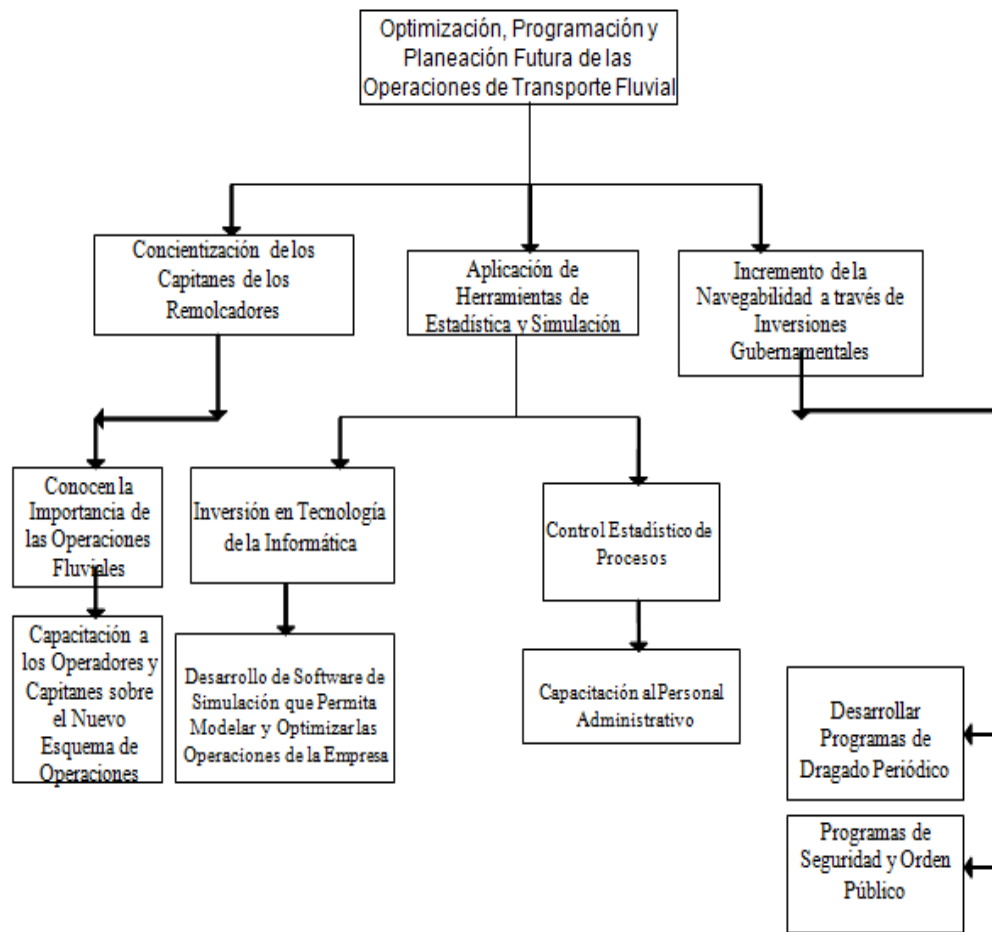 Optimización, Programación y
Planeación Futura de las
Operaciones de Transporte Fluvial
Concientización de los
Capitanes de los
Remolcadores
Aplicación de
Herramientas de
Estadística y Simulación
Incremento de la
Navegabilidad a través de
Inversiones
Gubernamentales
Conocen la
Importancia de
las Operaciones
Fluviales
Inversión en Tecnología
de la Informática
Control Estadístico de
Procesos
Capacitación a
los Operadores y
Capitanes sobre
el Nuevo
Esquema de
Operaciones
Desarrollo de Software de
Simulación que Permita
Modelar y Optimizar las
Operaciones de la Empresa
Capacitación al Personal
Administrativo
Desarrollar
Programas de
Dragado Periódico
Programas de
Seguridad y Orden
Público